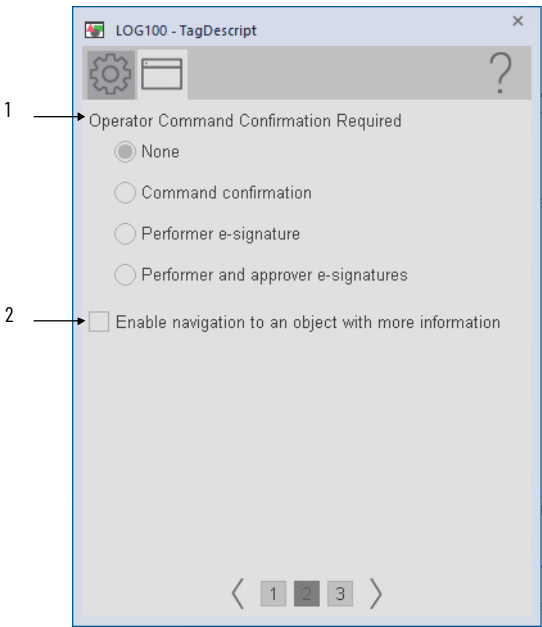 LOG100 - TagDescript
1
Operator Command Confirmation Required
None
Command confirmation
Performer e-signature
Performer and approver e-signatures
2
Enable navigation to an object with more information
1 2 3